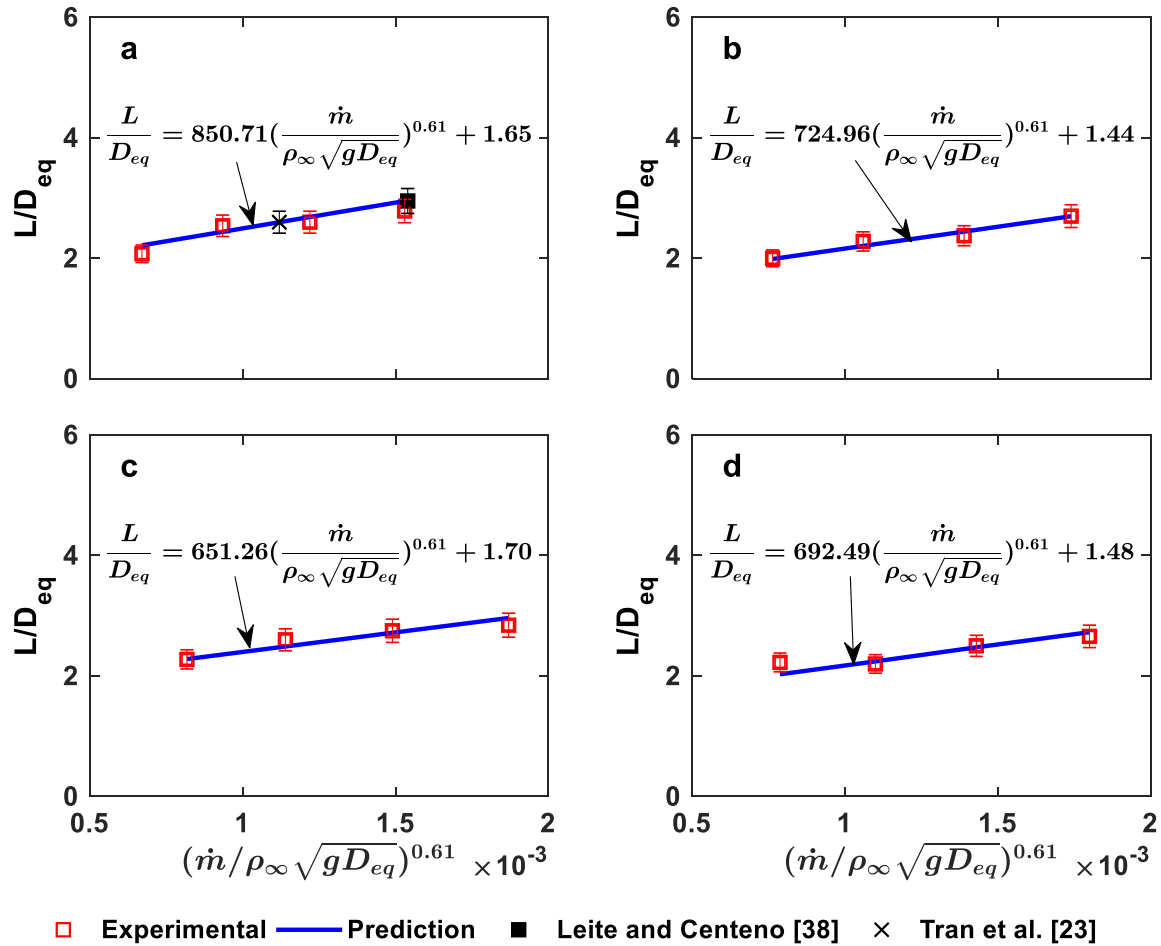 6
a
L/D_eq = 850.71(ṁ/ρ∞√gD_eq)^0.61 + 1.65
4
L/D_eq
2
0
6
b
L/D_eq = 724.96(ṁ/ρ∞√gD_eq)^0.61 + 1.44
4
L/D_eq
2
0
6
c
L/D_eq = 651.26(ṁ/ρ∞√gD_eq)^0.61 + 1.70
4
L/D_eq
2
0
0.5 1 1.5 2
(ṁ/ρ∞√gD_eq)^0.61 ×10^-3
6
d
L/D_eq = 692.49(ṁ/ρ∞√gD_eq)^0.61 + 1.48
4
L/D_eq
2
0
0.5 1 1.5 2
(ṁ/ρ∞√gD_eq)^0.61 ×10^-3
Experimental Prediction Leite and Centeno [38] Tran et al. [23]